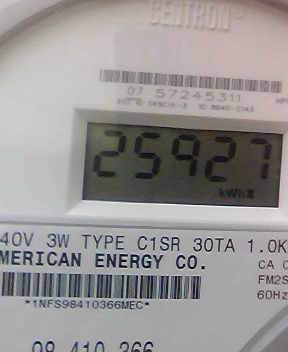 CENTRON®
07 57245311
25927
kWh
40V 3W TYPE C1SR 30TA 1.0K
MERICAN ENERGY CO.
CA 0
FM2S
60Hz
*1NFS98410366MEC*
98 410 366